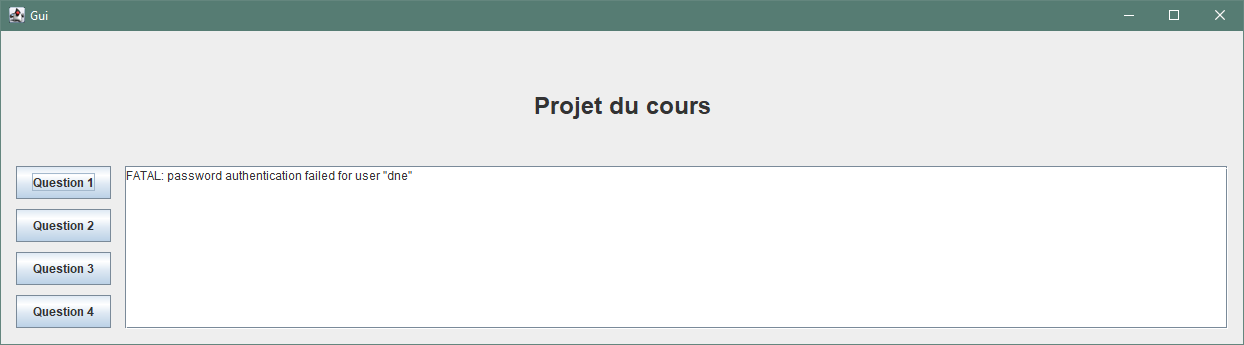 Gui
Projet du cours
Question 1
FATAL: password authentication failed for user "dne"
Question 2
Question 3
Question 4